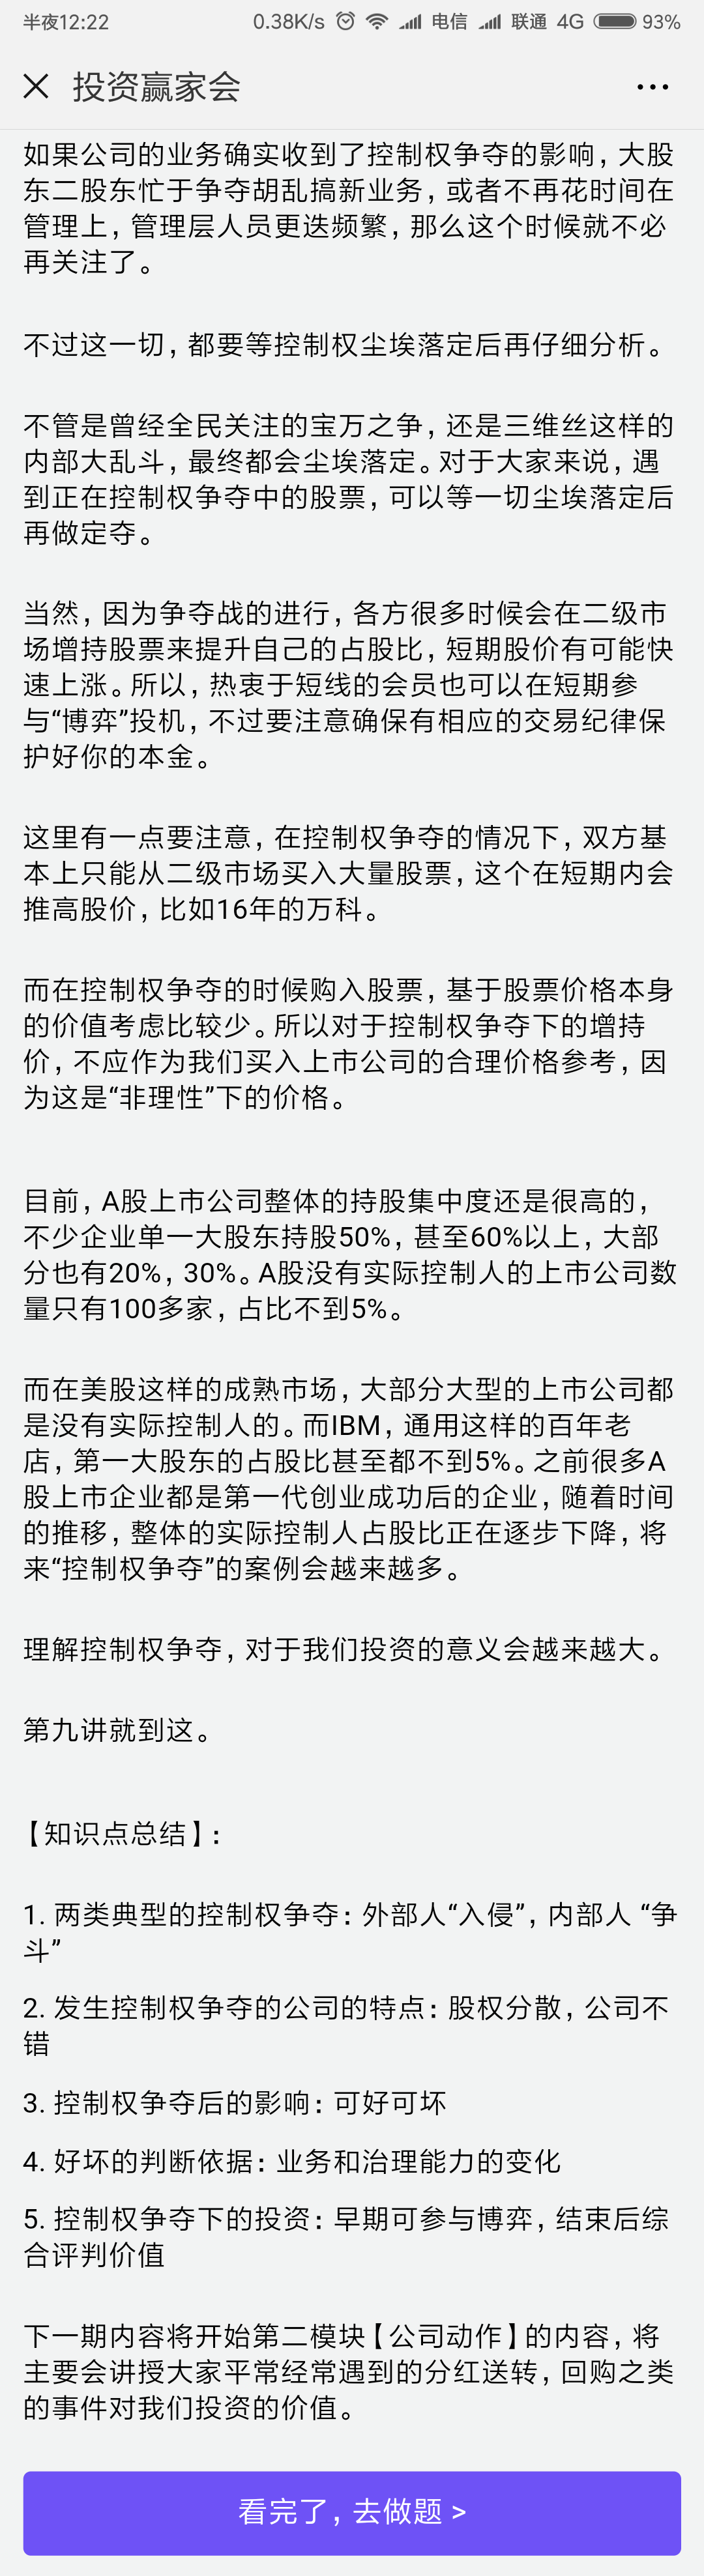 半夜12:22 0.38K/s 电信 联通 4G 93%
投资赢家会
如果公司的业务确实收到了控制权争夺的影响，大股
东二股东忙于争夺胡乱搞新业务，或者不再花时间在
管理上，管理层人员更迭频繁，那么这个时候就不必
再关注了。
不过这一切，都要等控制权尘埃落定后再仔细分析。
不管是曾经全民关注的宝万之争，还是三维丝这样的
内部大乱斗，最终都会尘埃落定。对于大家来说，遇
到正在控制权争夺中的股票，可以等一切尘埃落定后
再做定夺。
当然，因为争夺战的进行，各方很多时候会在二级市
场增持股票来提升自己的占股比，短期股价有可能快
速上涨。所以，热衷于短线的会员也可以在短期参
与“博弈”投机，不过要注意确保有相应的交易纪律保
护好你的本金。
这里有一点要注意，在控制权争夺的情况下，双方基
本上只能从二级市场买入大量股票，这个在短期内会
推高股价，比如16年的万科。
而在控制权争夺的时候购入股票，基于股票价格本身
的价值考虑比较少。所以对于控制权争夺下的增持
价，不应作为我们买入上市公司的合理价格参考，因
为这是“非理性”下的价格。
目前，A股上市公司整体的持股集中度还是很高的，
不少企业单一大股东持股50%，甚至60%以上，大部
分也有20%，30%。A股没有实际控制人的上市公司数
量只有100多家，占比不到5%。
而在美股这样的成熟市场，大部分大型的上市公司都
是没有实际控制人的。而IBM，通用这样的百年老
店，第一大股东的占股比甚至都不到5%。之前很多A
股上市企业都是第一代创业成功后的企业，随着时间
的推移，整体的实际控制人占股比正在逐步下降，将
来“控制权争夺”的案例会越来越多。
理解控制权争夺，对于我们投资的意义会越来越大。
第九讲就到这。
【知识点总结】：
1. 两类典型的控制权争夺：外部人“入侵”，内部人 “争
斗”
2. 发生控制权争夺的公司的特点：股权分散，公司不
错
3. 控制权争夺后的影响：可好可坏
4. 好坏的判断依据：业务和治理能力的变化
5. 控制权争夺下的投资：早期可参与博弈，结束后综
合评判价值
下一期内容将开始第二模块【公司动作】的内容，将
主要会讲授大家平常经常遇到的分红送转，回购之类
的事件对我们投资的价值。
看完了，去做题 >